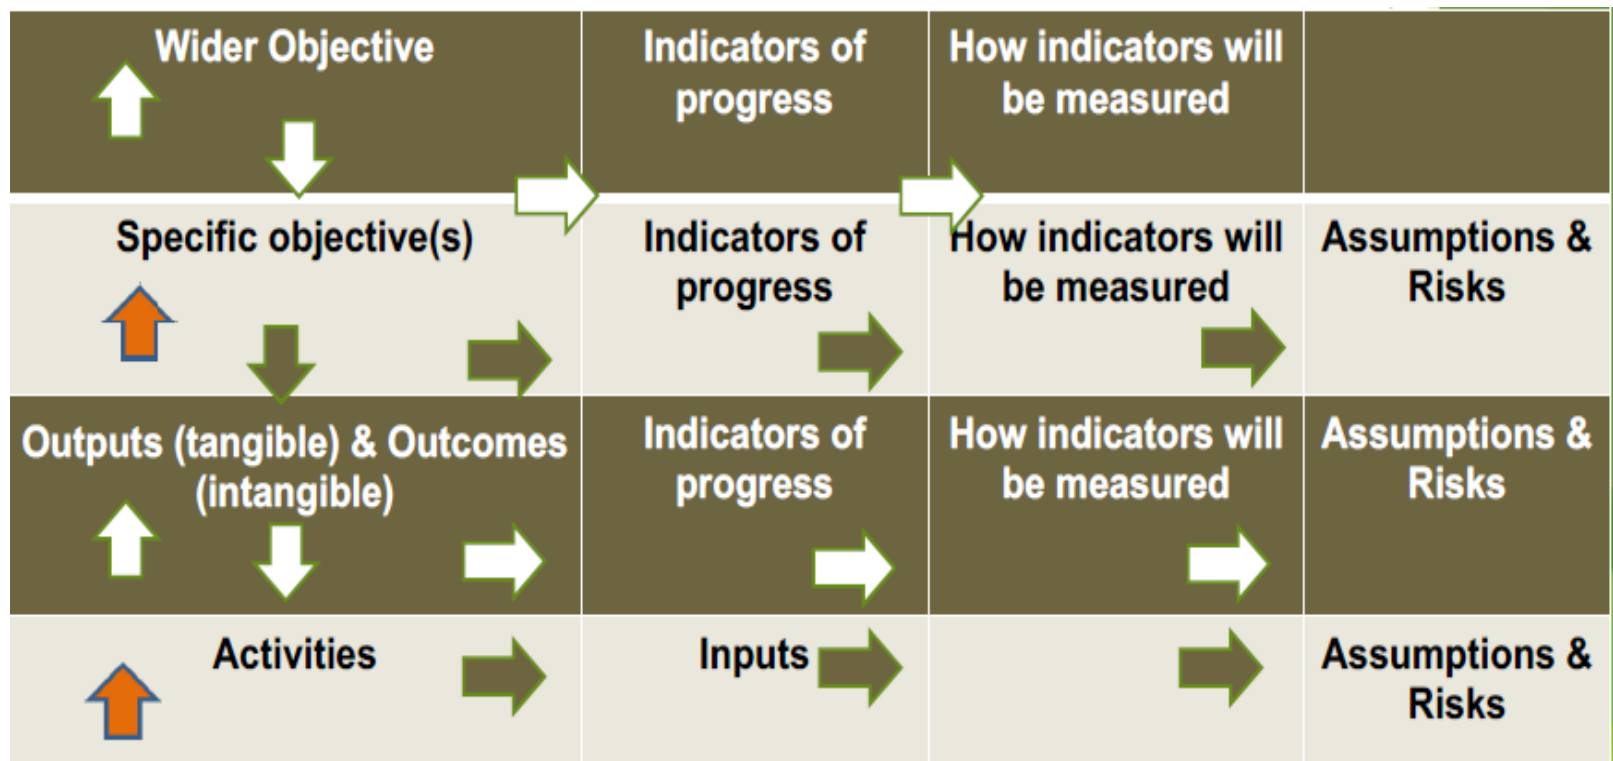 Wider Objective
Indicators of
progress
How indicators will
be measured
Specific objective(s)
Indicators of
progress
How indicators will
be measured
Assumptions &
Risks
Outputs (tangible) & Outcomes
(intangible)
Indicators of
progress
How indicators will
be measured
Assumptions &
Risks
Activities
Inputs
Assumptions &
Risks